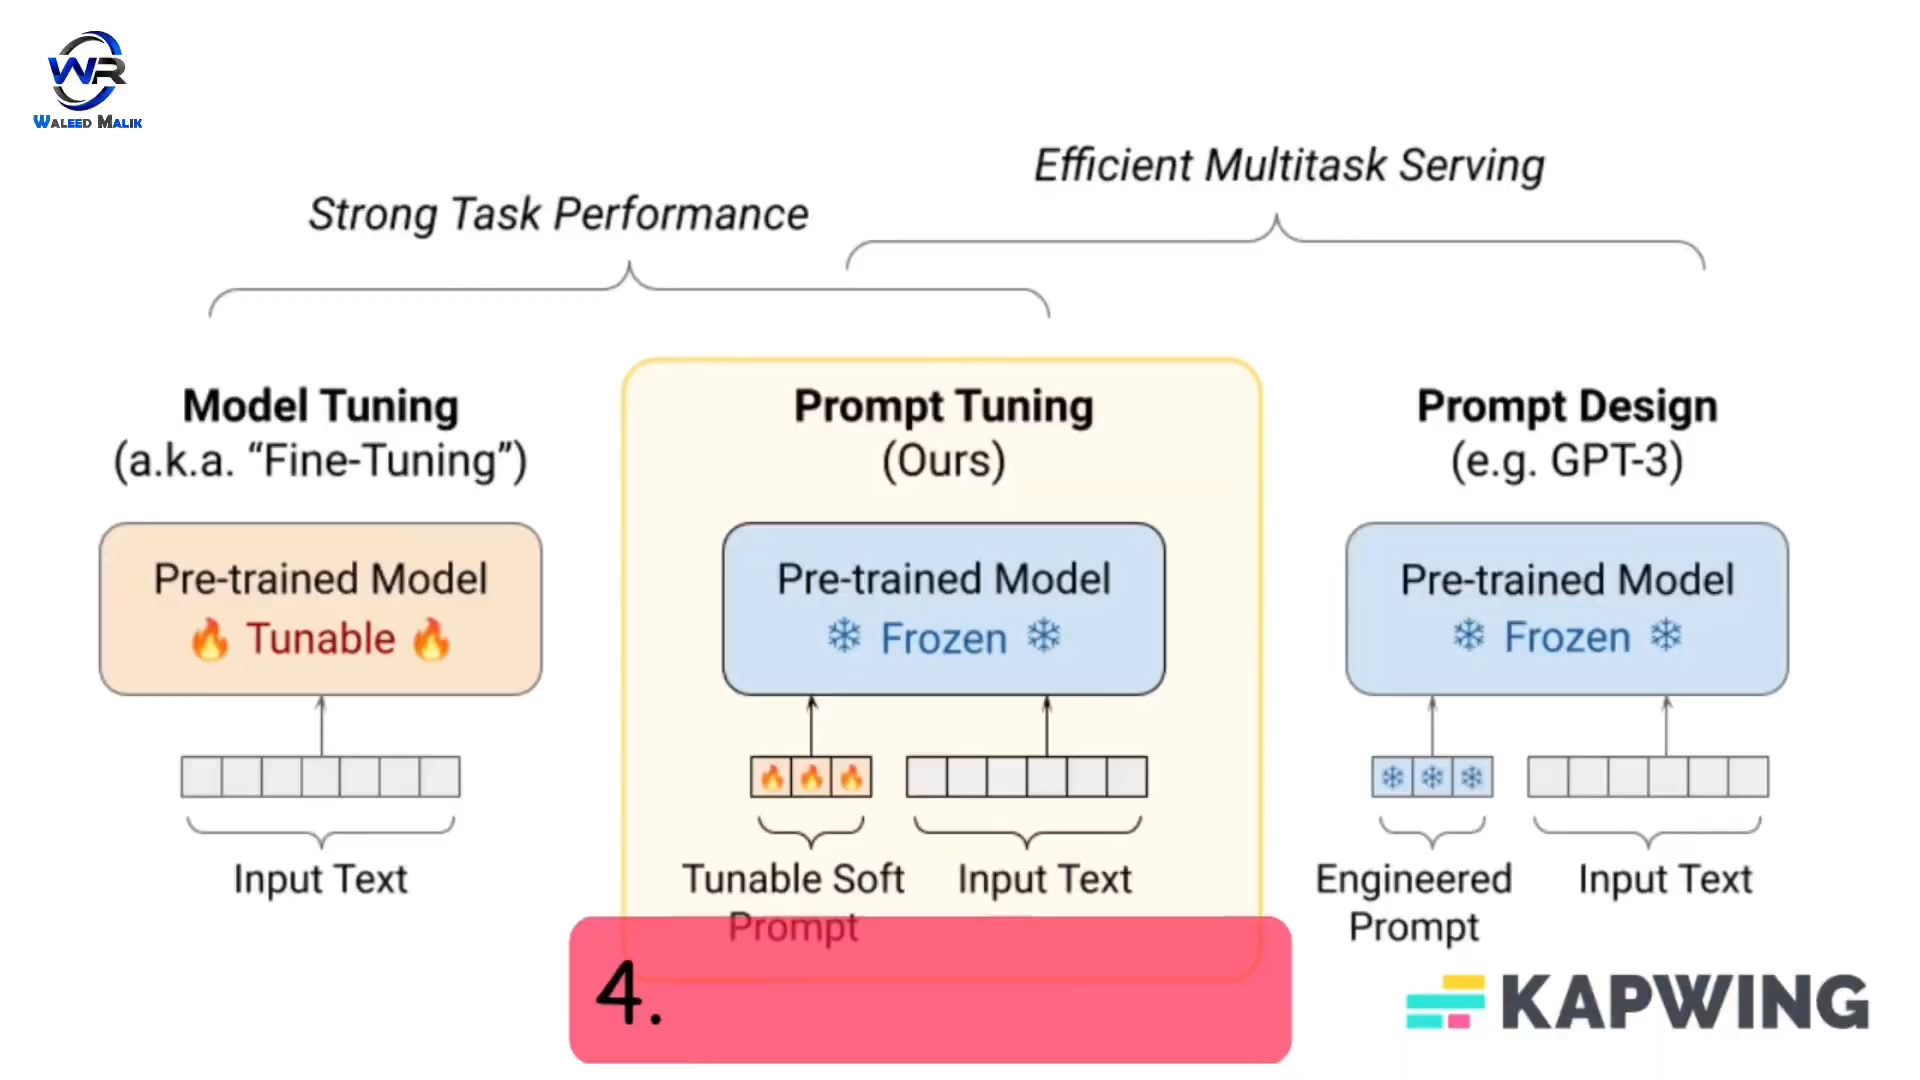 WR
WALEED MALIK
Efficient Multitask Serving
Strong Task Performance
Model Tuning
(a.k.a. “Fine-Tuning”)
Prompt Tuning
(Ours)
Prompt Design
(e.g. GPT-3)
Pre-trained Model
Tunable
Pre-trained Model
Frozen
Pre-trained Model
Frozen
Input Text
Tunable Soft
Prompt
Input Text
Engineered
Prompt
Input Text
4.
KAPWING